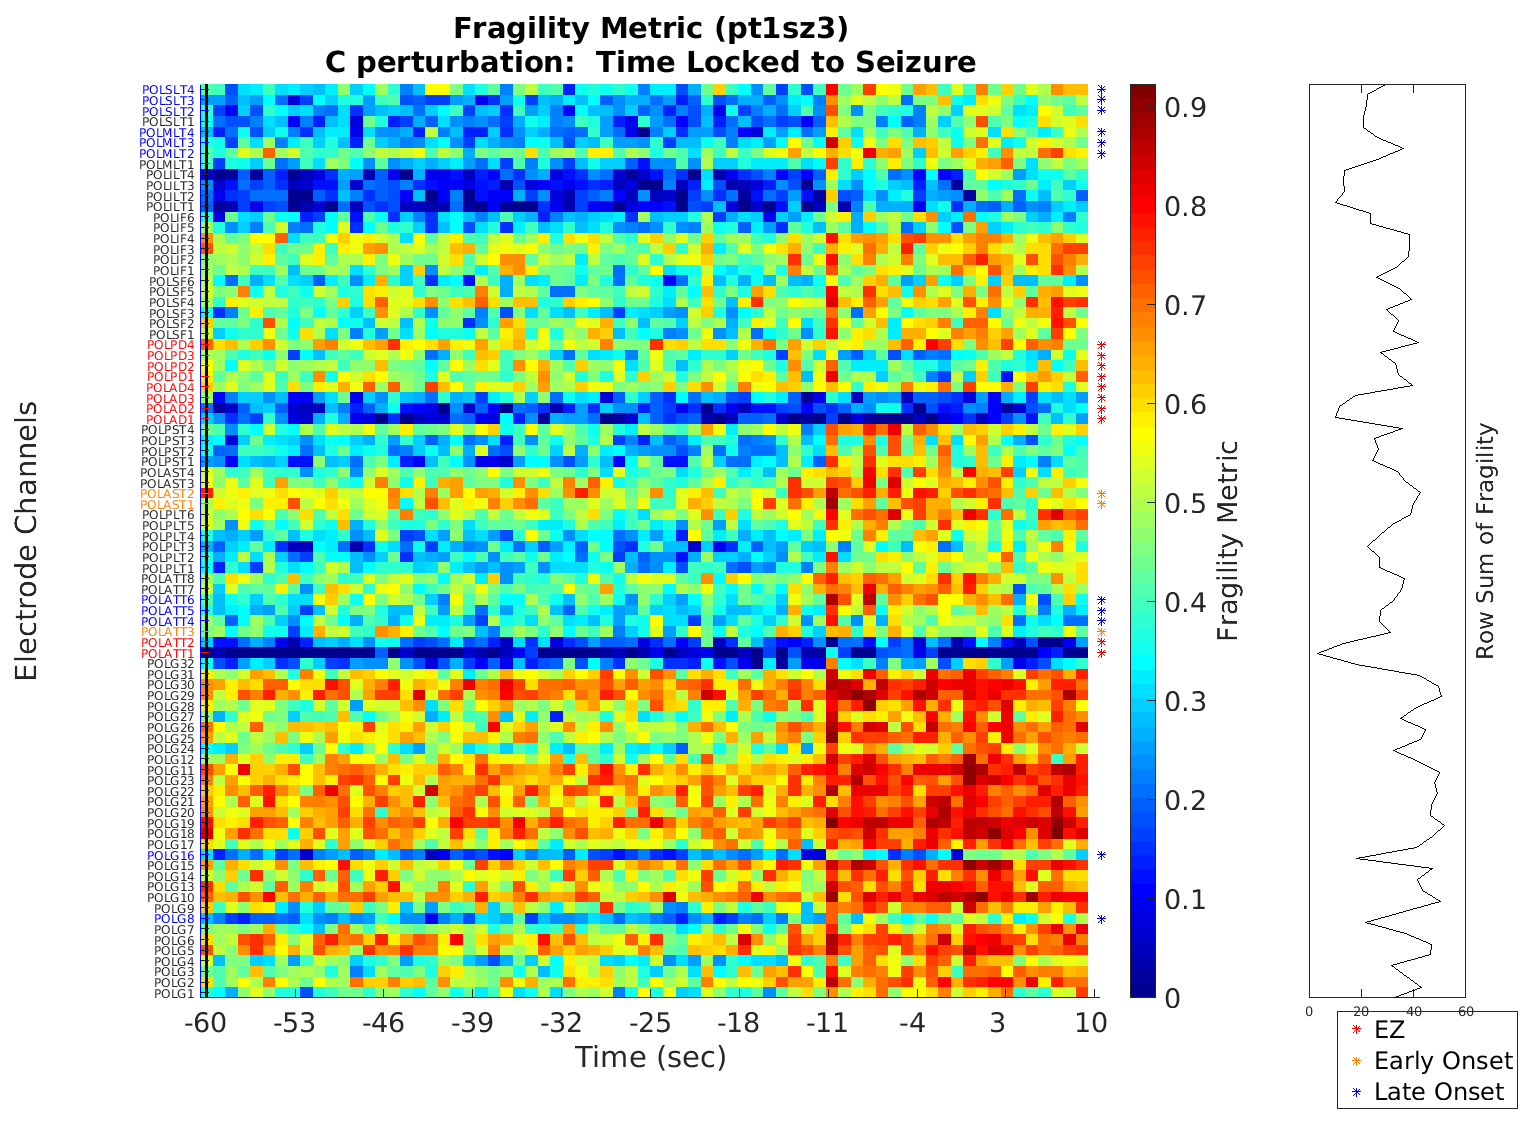 Fragility Metric (pt1sz3)
C perturbation:  Time Locked to Seizure
Electrode Channels
POLSLT4
POLSLT3
POLSLT2
POLSLT1
POLMLT4
POLMLT3
POLMLT2
POLMLT1
POLILT4
POLILT3
POLILT2
POLILT1
POLIF6
POLIF5
POLIF4
POLIF3
POLIF2
POLIF1
POLSF6
POLSF5
POLSF4
POLSF3
POLSF2
POLSF1
POLPD4
POLPD3
POLPD2
POLPD1
POLAD4
POLAD3
POLAD2
POLAD1
POLPST4
POLPST3
POLPST2
POLPST1
POLAST4
POLAST3
POLAST2
POLAST1
POLPLT6
POLPLT5
POLPLT4
POLPLT3
POLPLT2
POLPLT1
POLATT8
POLATT7
POLATT6
POLATT5
POLATT4
POLATT3
POLATT2
POLATT1
POLG32
POLG31
POLG30
POLG29
POLG28
POLG27
POLG26
POLG25
POLG24
POLG12
POLG11
POLG23
POLG22
POLG21
POLG20
POLG19
POLG18
POLG17
POLG16
POLG15
POLG14
POLG13
POLG10
POLG9
POLG8
POLG7
POLG6
POLG5
POLG4
POLG3
POLG2
POLG1
-60 -53 -46 -39 -32 -25 -18 -11 -4 3 10
Time (sec)
0.9
0.8
0.7
0.6
0.5
0.4
0.3
0.2
0.1
0
Fragility Metric
0 20 40 60
Row Sum of Fragility
EZ
Early Onset
Late Onset